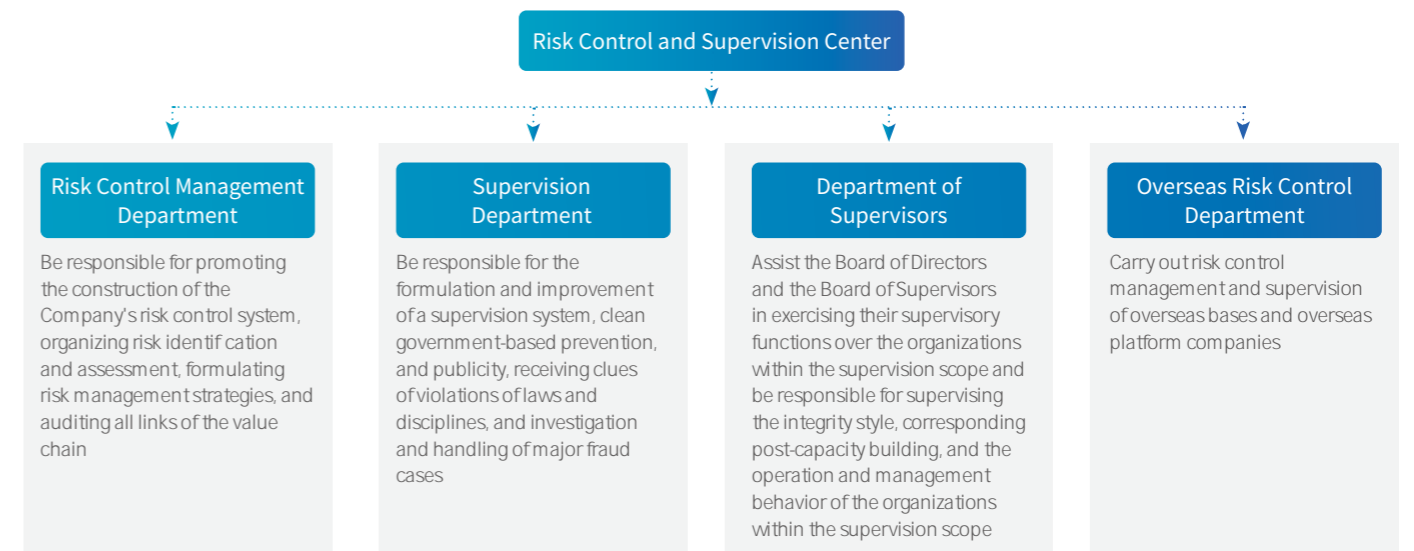 Risk Control and Supervision Center
Risk Control Management
Department
Be responsible for promoting
the construction of the
Company's risk control system,
organizing risk identif cation
and assessment, formulating
risk management strategies, and
auditing all links of the value
chain
Supervision
Department
Be responsible for the
formulation and improvement
of a supervision system, clean
government-based prevention,
and publicity, receiving clues
of violations of laws and
disciplines, and investigation
and handling of major fraud
cases
Department of
Supervisors
Assist the Board of Directors
and the Board of Supervisors
in exercising their supervisory
functions over the organizations
within the supervision scope and
be responsible for supervising
the integrity style, corresponding
post-capacity building, and the
operation and management
behavior of the organizations
within the supervision scope
Overseas Risk Control
Department
Carry out risk control
management and supervision
of overseas bases and overseas
platform companies